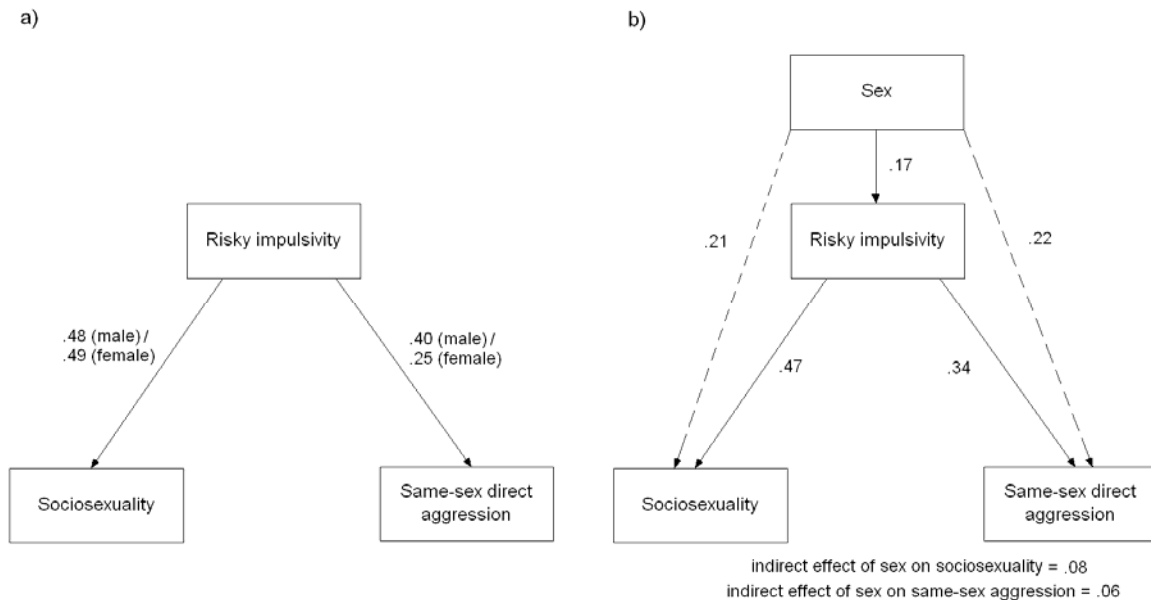 a)
Risky impulsivity
.48 (male) /
.49 (female)
.40 (male) /
.25 (female)
Sociosexuality
Same-sex direct
aggression
b)
Sex
.17
Risky impulsivity
.21
.22
.47
.34
Sociosexuality
Same-sex direct
aggression
indirect effect of sex on sociosexuality = .08
indirect effect of sex on same-sex aggression = .06